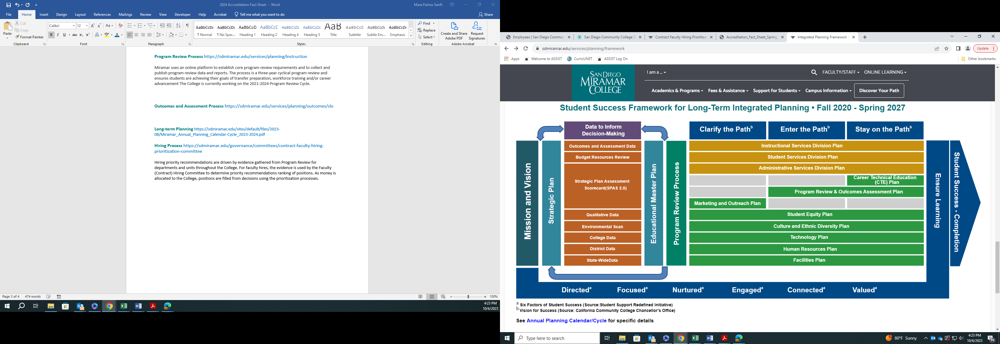 2024 Accreditation Fact Sheet - Word
Mara Palma-Sanft
File Home Insert Design Layout References Mailings Review View Developer Help Acrobat Tell me what you want to do
Share
Paste
Cut
Copy
Format Painter
Clipboard
Calibri 12
Font
Paragraph
AaBbCcDc AaBbCcDc AaBbCcD AaBbCcE AaBbCcDc AaBbCcDc AaB AaBbCcD AaBbCcDt AaBbCcDt
¶ Normal ¶ No Spac... Heading 1 Heading 2 Heading 4 Heading 5 Title Subtitle Subtle Em... Emphasis
Styles
Find
Replace
Select
Editing
Create and Share
Adobe PDF
Request
Signatures
Adobe Acrobat
Program Review Process https://sdmiramar.edu/services/planning/instruction
Miramar uses an online platform to establish core program review requirements and to collect and
publish program review data and reports. The process is a three-year cyclical program review and
ensures students are achieving their goals of transfer preparation, workforce training and/or career
advancement The College is currently working on the 2021-2024 Program Review Cycle.
Outcomes and Assessment Process https://sdmiramar.edu/services/planning/outcomes/slo
Long-term Planning https://sdmiramar.edu/sites/default/files/2023-
08/Miramar_Annual_Planning_Calendar-Cycle_2023-2024.pdf
Hiring Process https://sdmiramar.edu/governance/committees/contract-faculty-hiring-
prioritization-committee
Hiring priority recommendations are driven by evidence gathered from Program Review for
departments and units throughout the College. For faculty hires, the evidence is used by the Faculty
(Contract) Hiring Committee to determine priority recommendations ranking of positions. As money is
allocated to the College, positions are filled from decisions using the prioritization processes.
Page 3 of 4 474 words
100%
4:23 PM
10/6/2023
Employees | San Diego Commun
San Diego Community College D
Contract Faculty Hiring Prioritizat
Accreditation_Fact_Sheet_Spring_
Integrated Planning Framework |
sdmiramar.edu/services/planning/framework
Update
Apps Welcome to ASSIST CurricUNET ASSIST Log On
Other bookmarks
SAN DIEGO
MIRAMAR
COLLEGE
I am a ...
FACULTY/STAFF ONLINE LEARNING
Academics & Programs Fees & Assistance Support for Students Campus Information Discover Your Path
Student Success Framework for Long-Term Integrated Planning • Fall 2020 - Spring 2027
Data to Inform
Decision-Making
Clarify the Pathᵇ
Enter the Pathᵇ
Stay on the Pathᵇ
Mission and Vision
Strategic Plan
Outcomes and Assessment Data
Budget Resources Review
Strategic Plan Assessment
Scorecard(SPAS 2.0)
Qualitative Data
Environmental Scan
College Data
District Data
State-WideData
Educational Master Plan
Program Review Process
Instructional Services Division Plan
Student Services Division Plan
Administrative Services Division Plan
Career Technical Education
(CTE) Plan
Program Review & Outcomes Assessment Plan
Marketing and Outreach Plan
Student Equity Plan
Culture and Ethnic Diversity Plan
Technology Plan
Human Resources Plan
Facilities Plan
Ensure Learning
Student Success - Completion
Directedᵃ Focusedᵃ Nurturedᵃ Engagedᵃ Connectedᵃ Valuedᵃ
a Six Factors of Student Success (Source:Student Support Redefined Initiative)
b Vision for Success (Source: California Community College Chancellor's Office)
See Annual Planning Calendar/Cycle for specific details
Type here to search
80°F Sunny
4:23 PM
10/6/2023
36